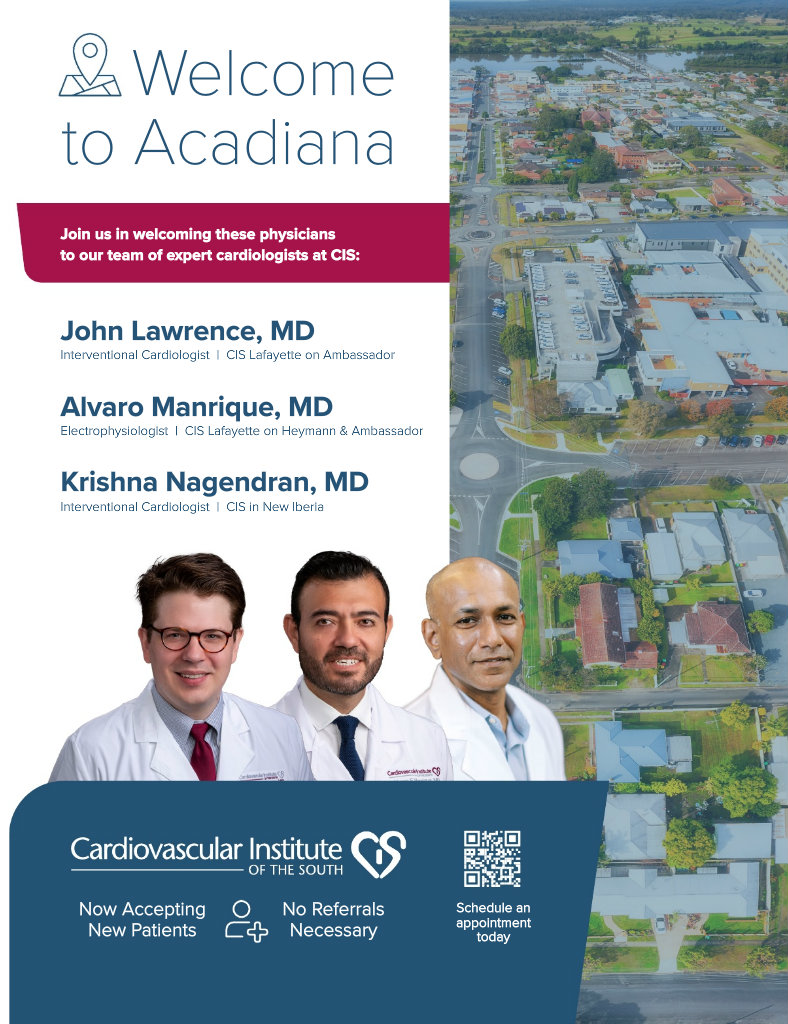 Welcome
to Acadiana
Join us in welcoming these physicians
to our team of expert cardiologists at CIS:
John Lawrence, MD
Interventional Cardiologist | CIS Lafayette on Ambassador
Alvaro Manrique, MD
Electrophysiologist | CIS Lafayette on Heymann & Ambassador
Krishna Nagendran, MD
Interventional Cardiologist | CIS in New Iberia
CardiovascularInstitute
Cardiovascular Institute
OF THE SOUTH
Now Accepting
New Patients
No Referrals
Necessary
Schedule an
appointment
today